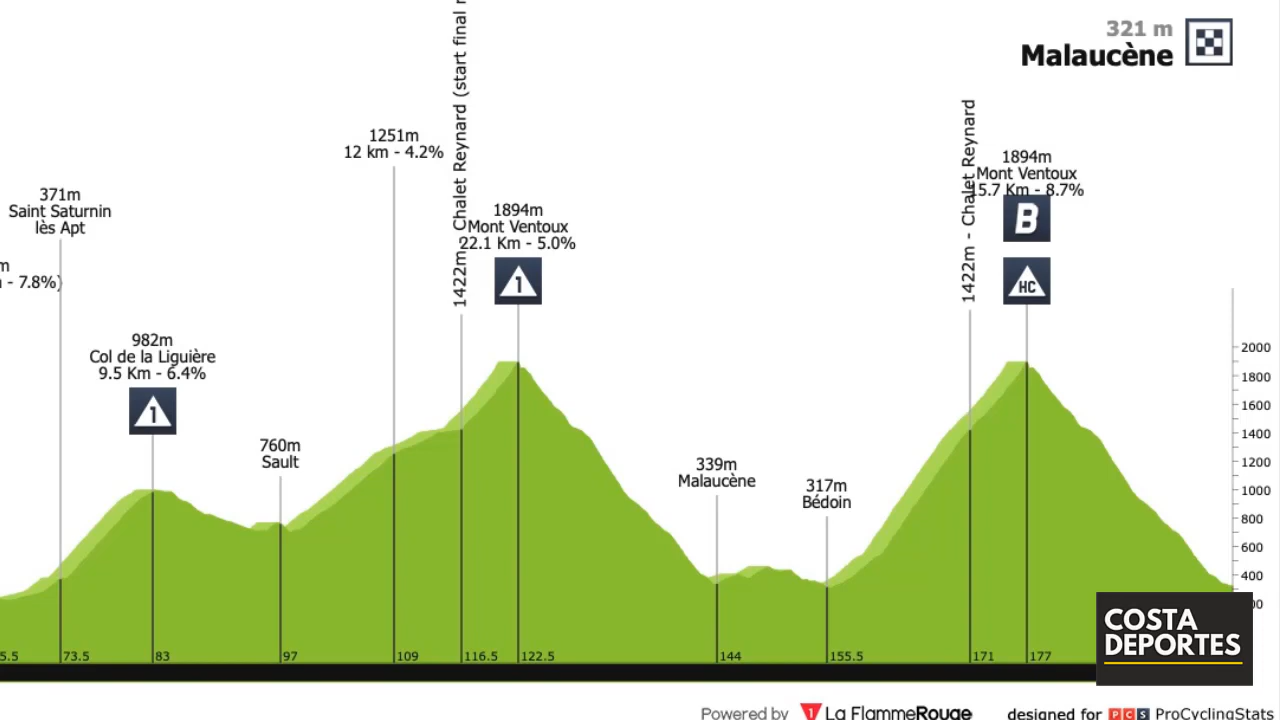 321 m
Malaucène
1422m - Chalet Reynard (start final
1251m
12 km - 4.2%
371m
Saint Saturnin
lès Apt
m
- 7.8%)
1894m
Mont Ventoux
22.1 Km - 5.0%
1
1422m - Chalet Reynard
1894m
Mont Ventoux
15.7 Km - 8.7%
B
HC
982m
Col de la Liguière
9.5 Km - 6.4%
1
760m
Sault
339m
Malaucène
317m
Bédoin
2000
1800
1600
1400
1200
1000
800
600
400
5.5
73.5
83
97
109
116.5
122.5
144
155.5
171
177
COSTA
DEPORTES
Powered by La FlammeRouge
designed for PCS ProCyclingStats